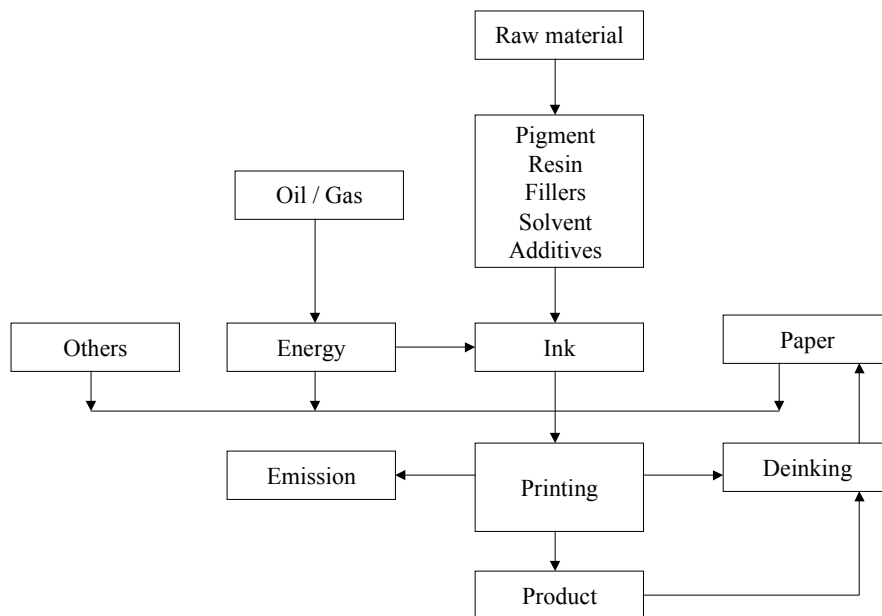 Raw material
Pigment
Resin
Fillers
Solvent
Additives
Oil / Gas
Others
Energy
Ink
Paper
Emission
Printing
Deinking
Product